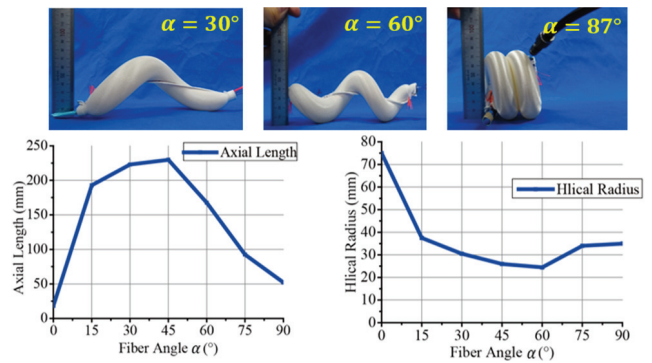 α = 30°
α = 60°
α = 87°
250
200
150
100
50
0
Axial Length (mm)
Axial Length
0 15 30 45 60 75 90
Fiber Angle α (°)
80
70
60
50
40
30
20
10
0
Hlical Radius (mm)
Hlical Radius
0 15 30 45 60 75 90
Fiber Angle α (°)